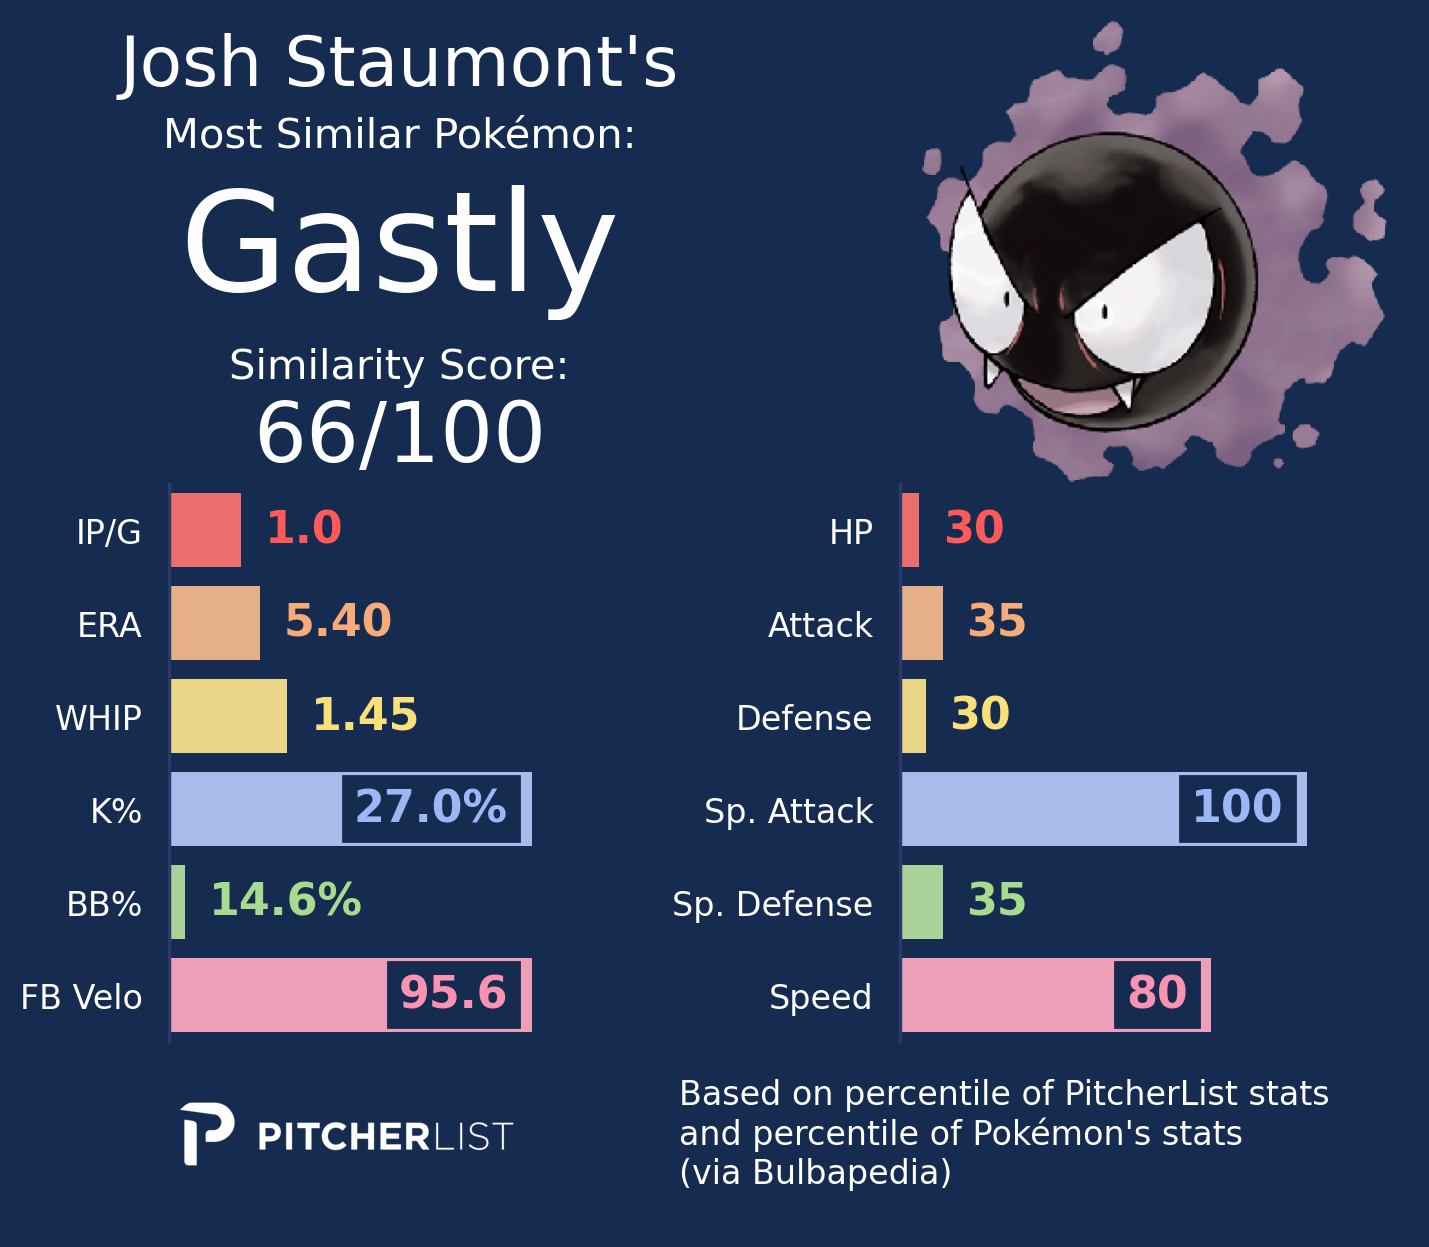 Josh Staumont's
Most Similar Pokémon:
Gastly
Similarity Score:
66/100
IP/G 1.0
ERA 5.40
WHIP 1.45
K% 27.0%
BB% 14.6%
FB Velo 95.6
HP 30
Attack 35
Defense 30
Sp. Attack 100
Sp. Defense 35
Speed 80
PITCHERLIST
Based on percentile of PitcherList stats
and percentile of Pokémon's stats
(via Bulbapedia)